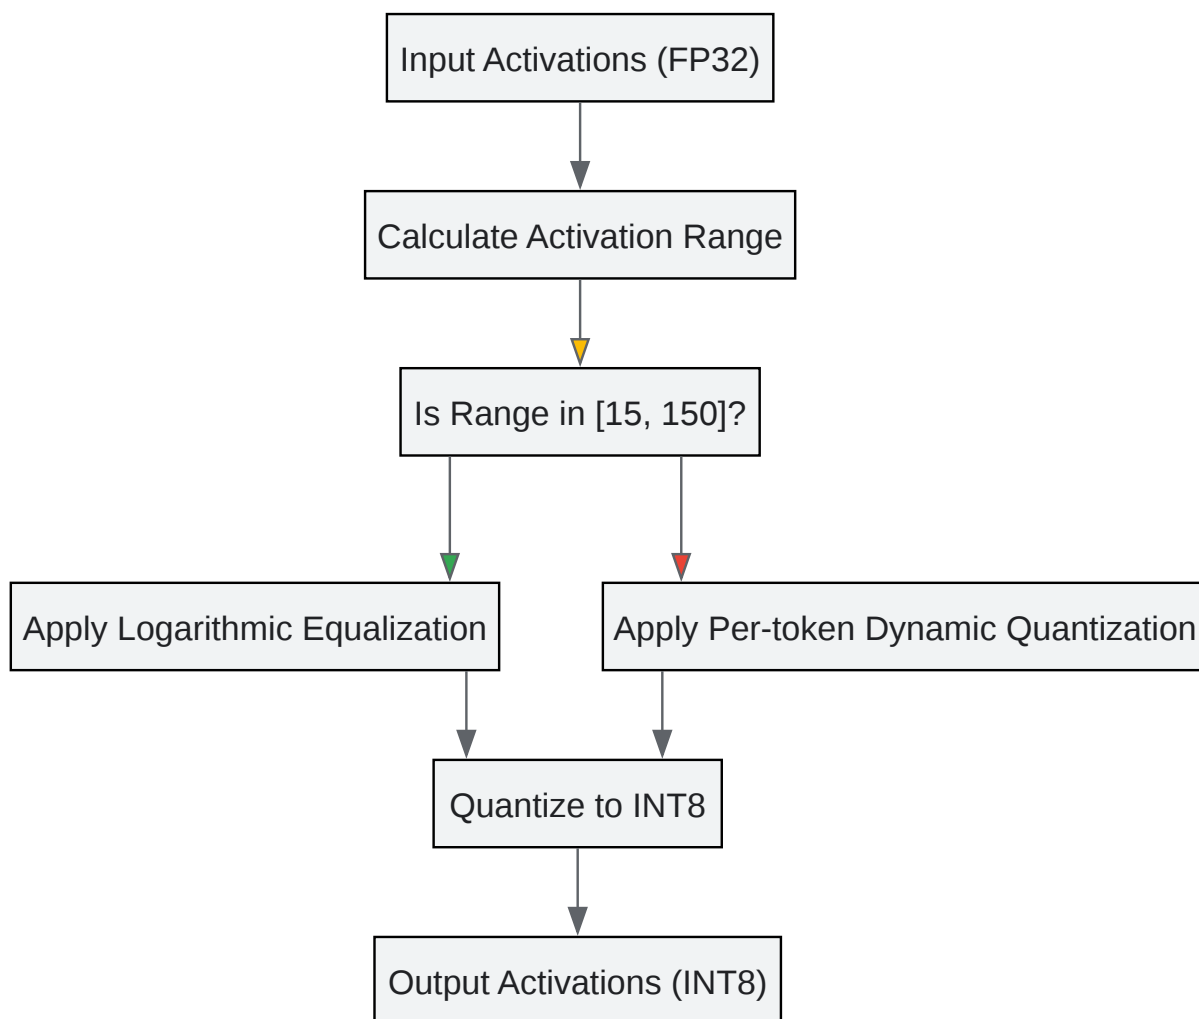 Input Activations (FP32)
Calculate Activation Range
Is Range in [15, 150]?
Apply Logarithmic Equalization
Apply Per-token Dynamic Quantization
Quantize to INT8
Output Activations (INT8)